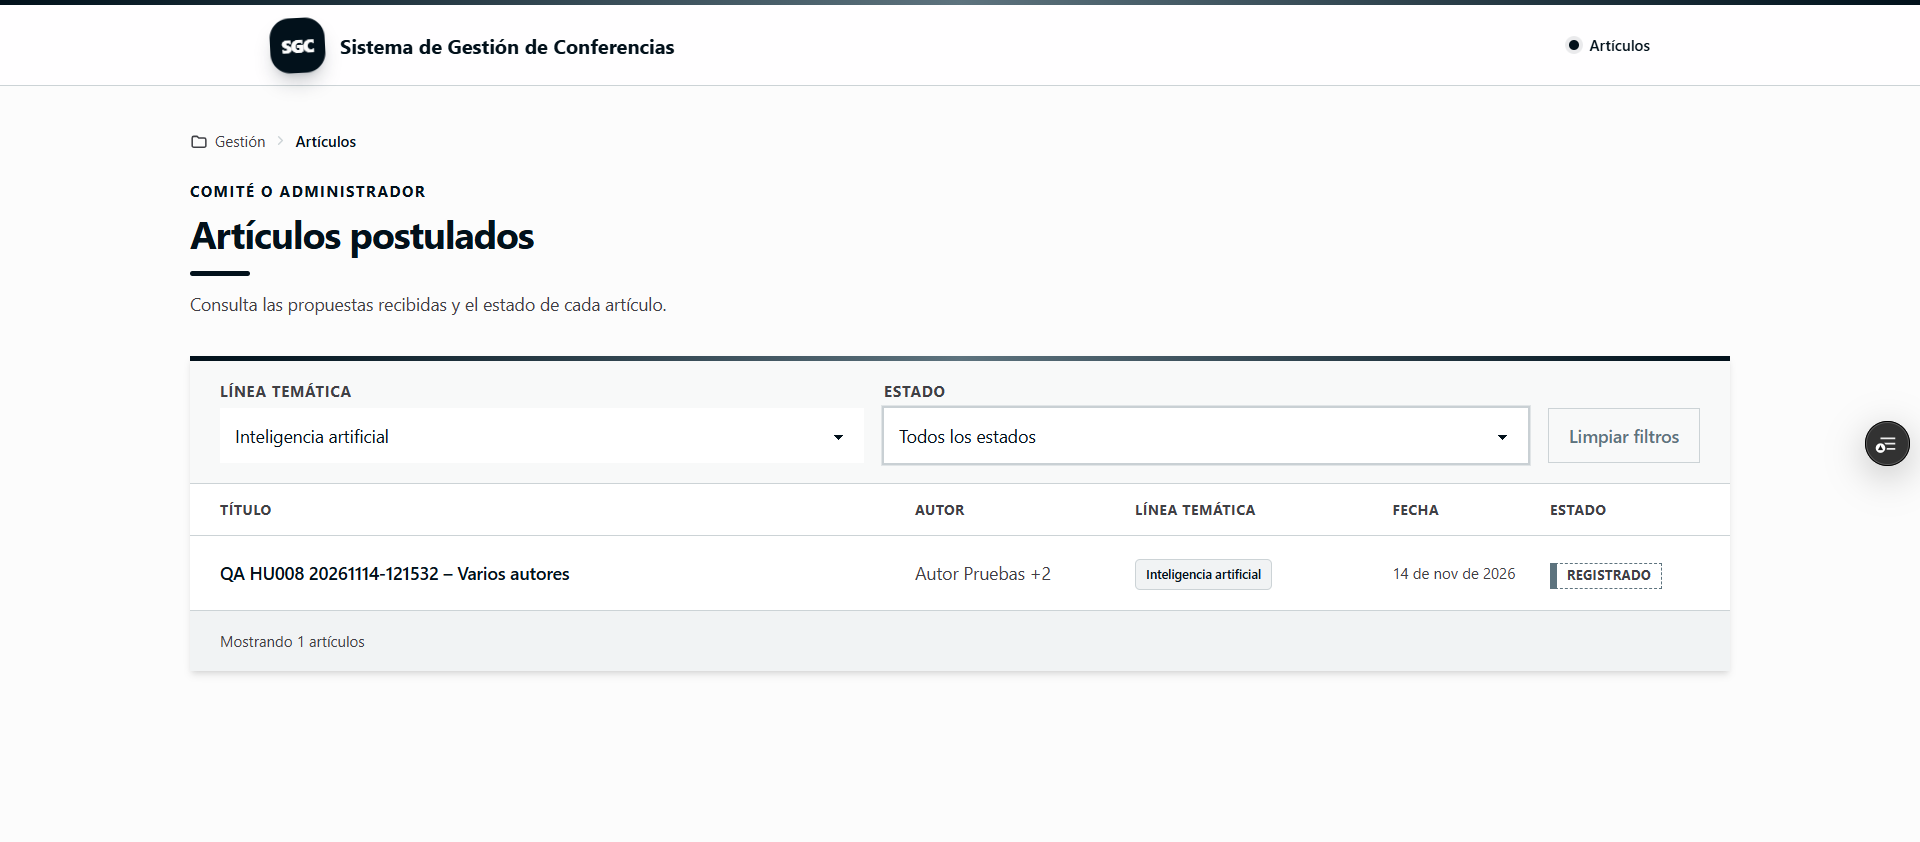 SGC Sistema de Gestión de Conferencias
Artículos
Gestión > Artículos
COMITÉ O ADMINISTRADOR
Artículos postulados
Consulta las propuestas recibidas y el estado de cada artículo.
LÍNEA TEMÁTICA ESTADO
Inteligencia artificial Todos los estados Limpiar filtros
TÍTULO AUTOR LÍNEA TEMÁTICA FECHA ESTADO
QA HU008 20261114-121532 – Varios autores Autor Pruebas +2 Inteligencia artificial 14 de nov de 2026 REGISTRADO
Mostrando 1 artículos